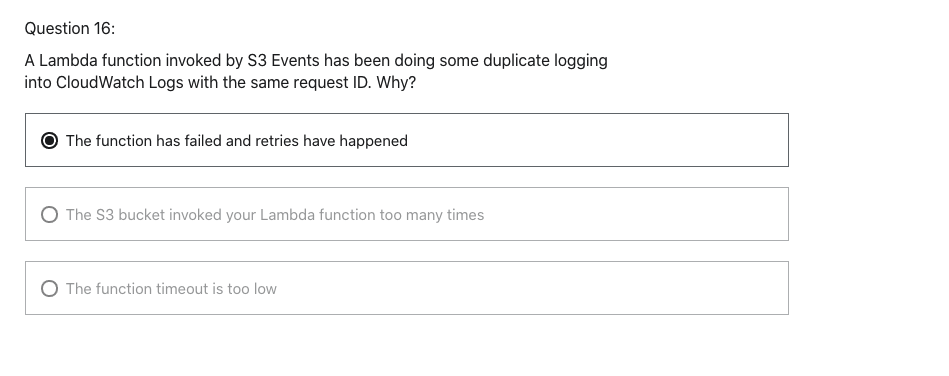 Question 16:
A Lambda function invoked by S3 Events has been doing some duplicate logging
into CloudWatch Logs with the same request ID. Why?
The function has failed and retries have happened
The S3 bucket invoked your Lambda function too many times
The function timeout is too low